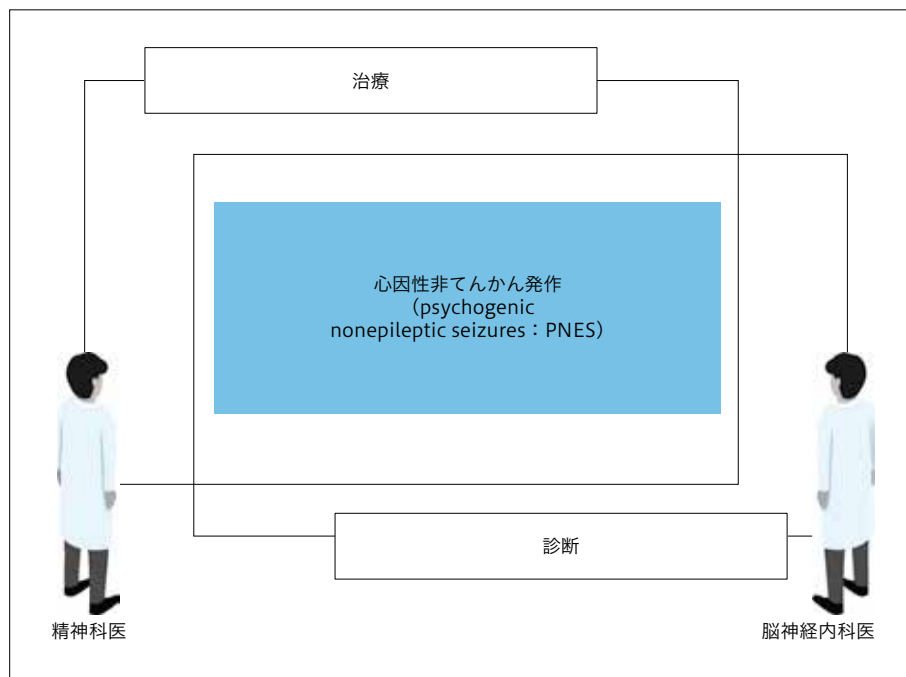 治療
心因性非てんかん発作
（psychogenic
nonepileptic seizures：PNES）
診断
精神科医
脳神経内科医